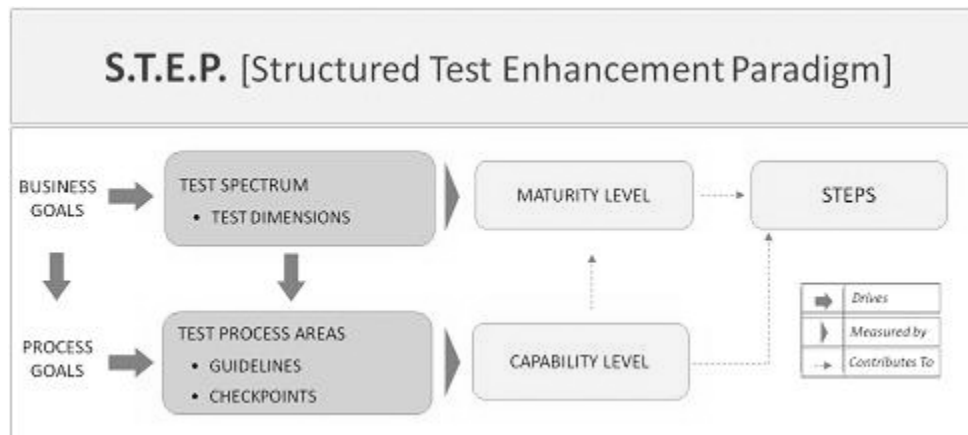 S.T.E.P. [Structured Test Enhancement Paradigm]
BUSINESS
GOALS
TEST SPECTRUM
• TEST DIMENSIONS
MATURITY LEVEL
STEPS
PROCESS
GOALS
TEST PROCESS AREAS
• GUIDELINES
• CHECKPOINTS
CAPABILITY LEVEL
Drives
Measured by
Contributes To